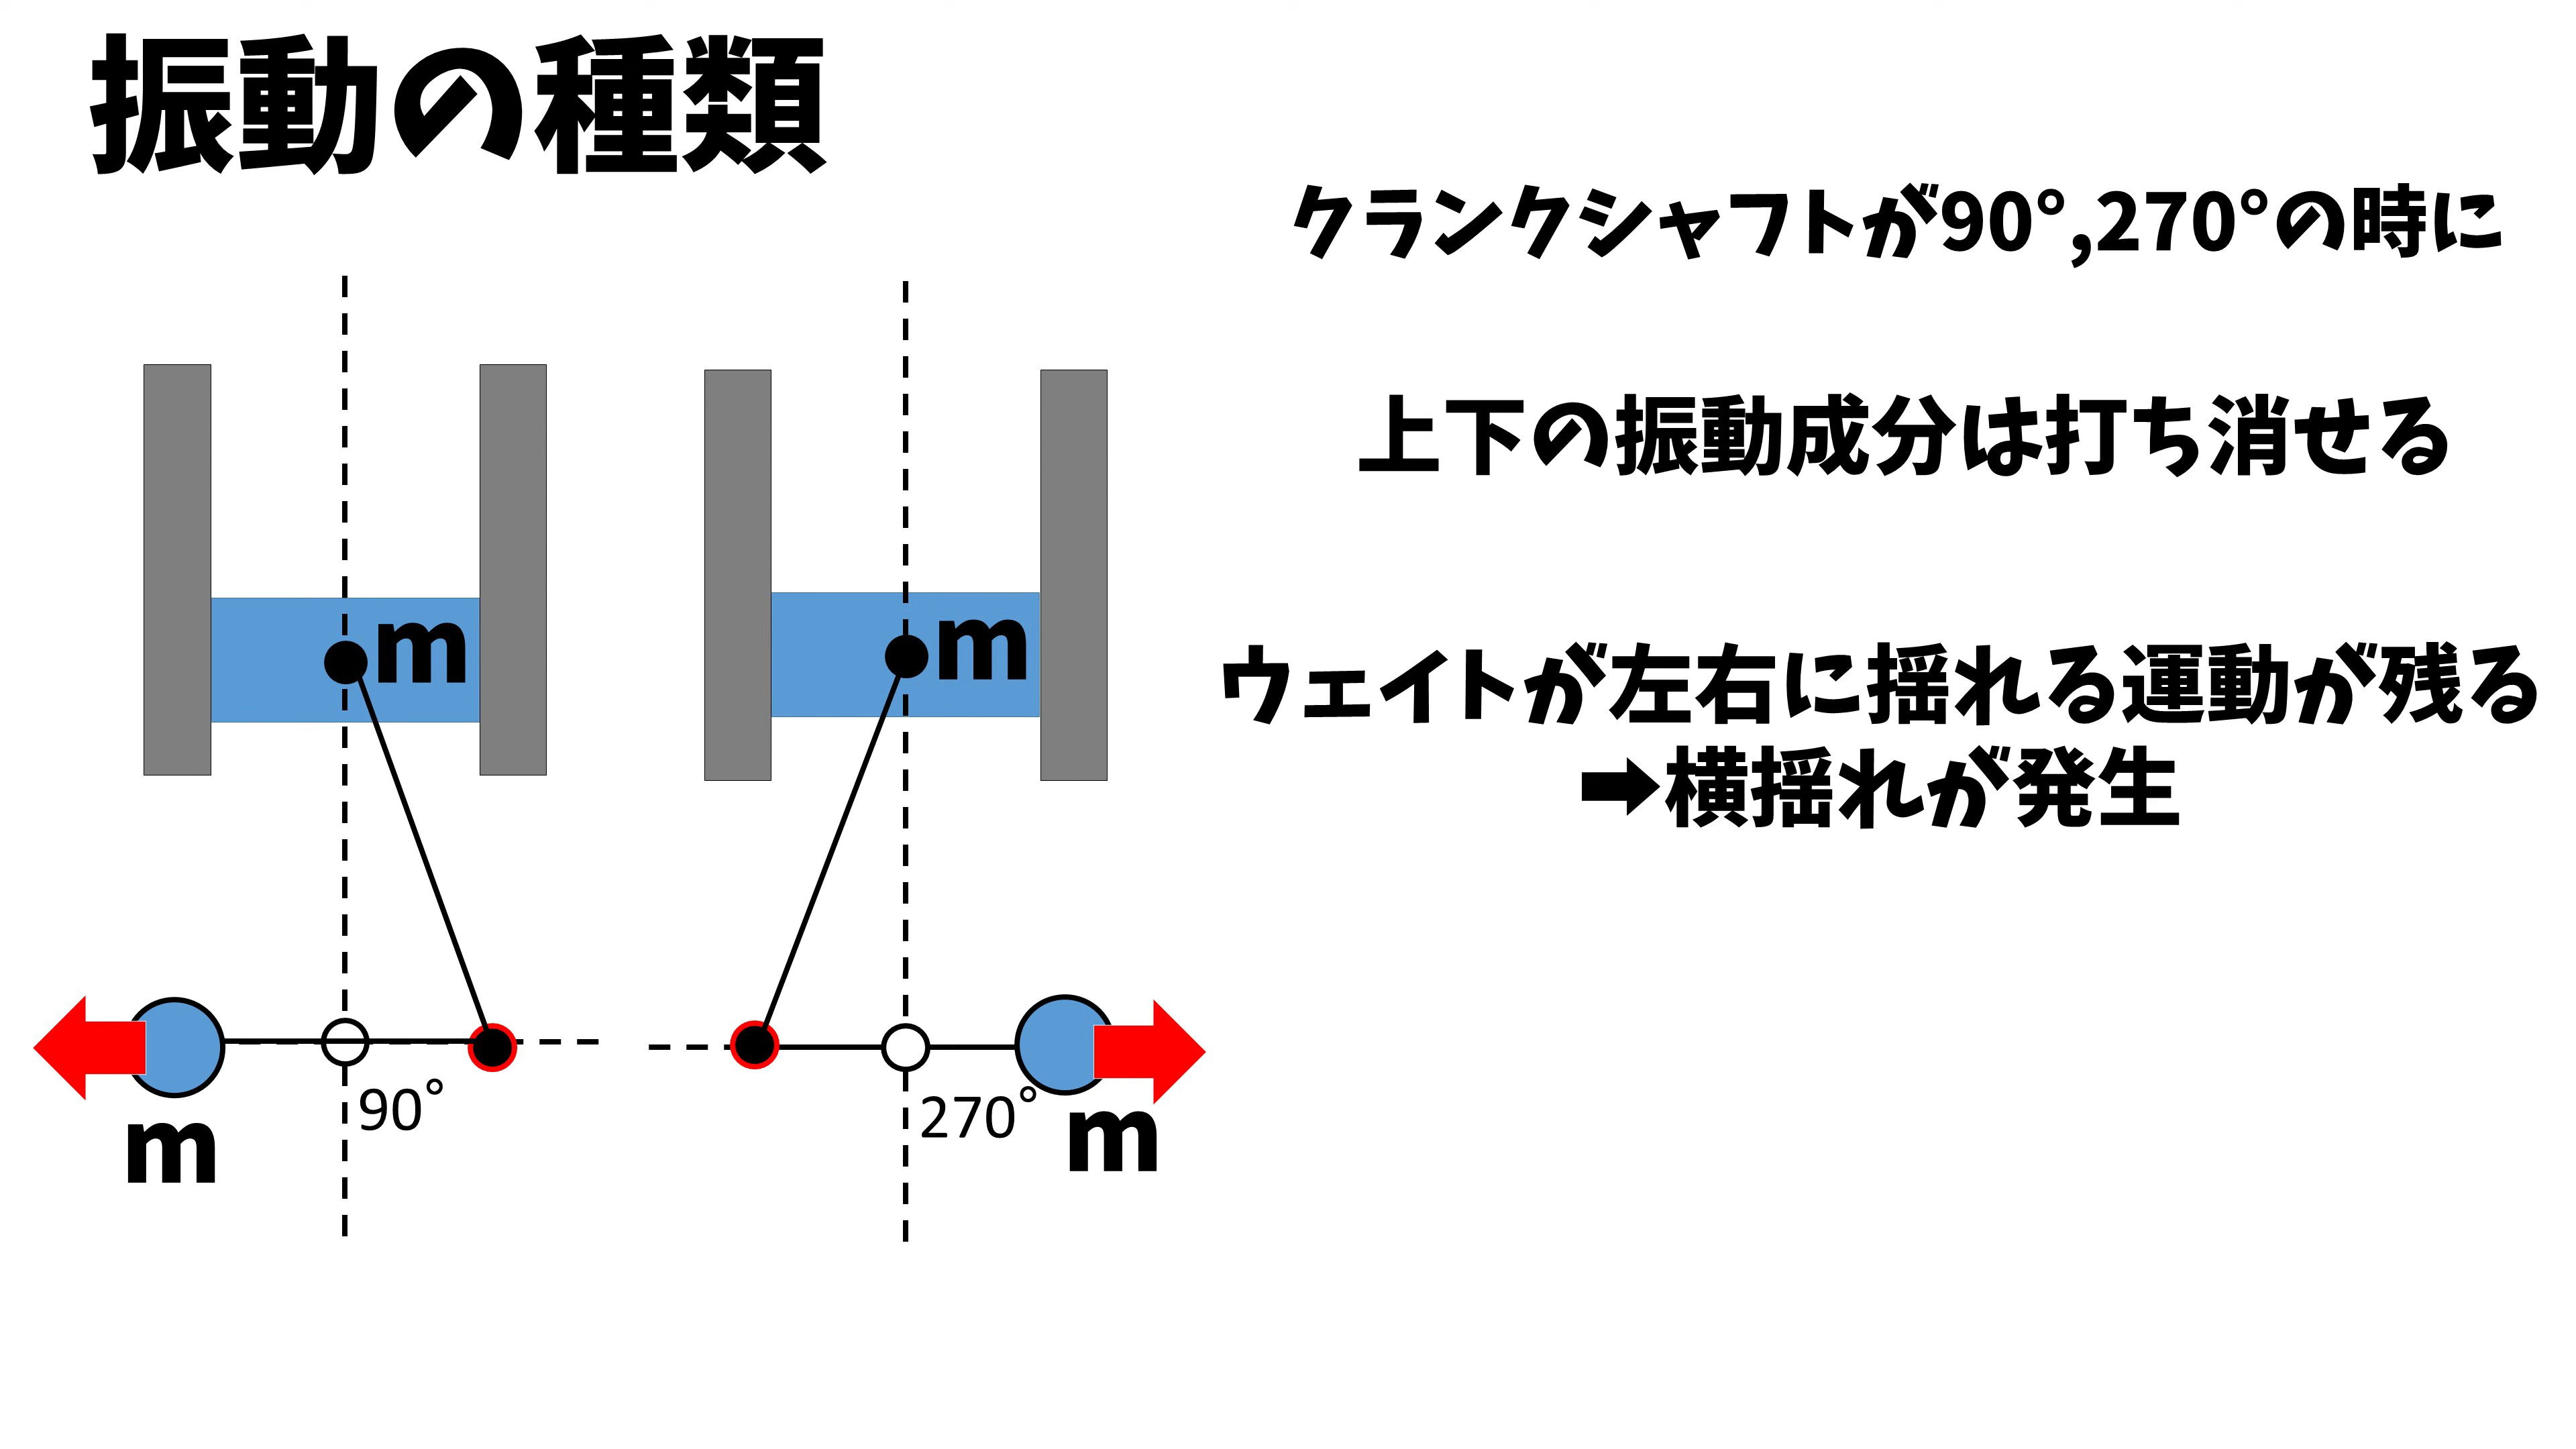 振動の種類
クランクシャフトが90°,270°の時に
上下の振動成分は打ち消せる
ウェイトが左右に揺れる運動が残る
➡横揺れが発生
m
m
90°
270°
m
m